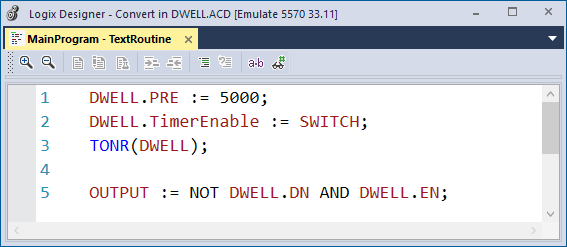 Logix Designer - Convert in DWELL.ACD [Emulate 5570 33.11]
MainProgram - TextRoutine
a+b
1 DWELL.PRE := 5000;
2 DWELL.TimerEnable := SWITCH;
3 TONR(DWELL);
4
5 OUTPUT := NOT DWELL.DN AND DWELL.EN;